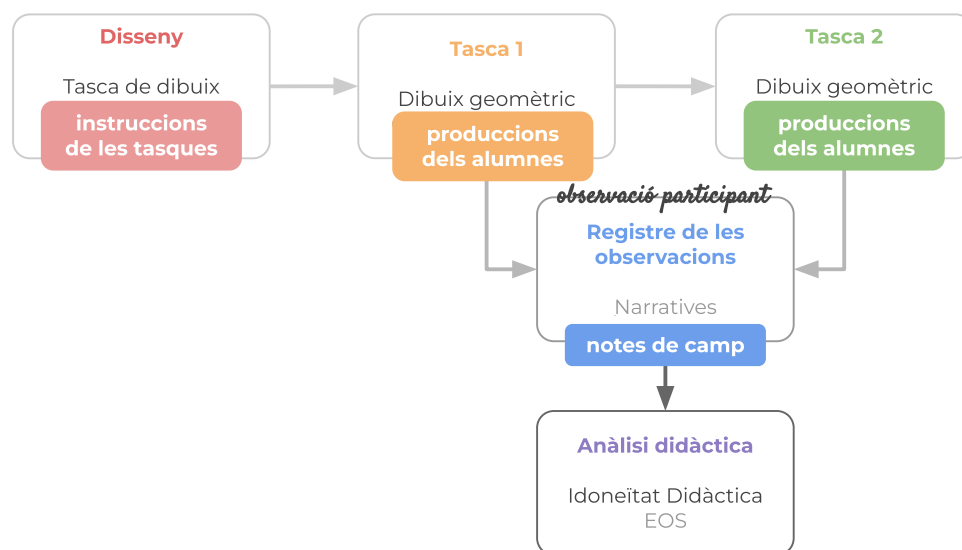 Disseny
Tasca de dibuix
instruccions
de les tasques
Tasca 1
Dibuix geomètric
produccions
dels alumnes
Tasca 2
Dibuix geomètric
produccions
dels alumnes
observació participant
Registre de les
observacions
Narratives
notes de camp
Anàlisi didàctica
Idoneïtat Didàctica
EOS